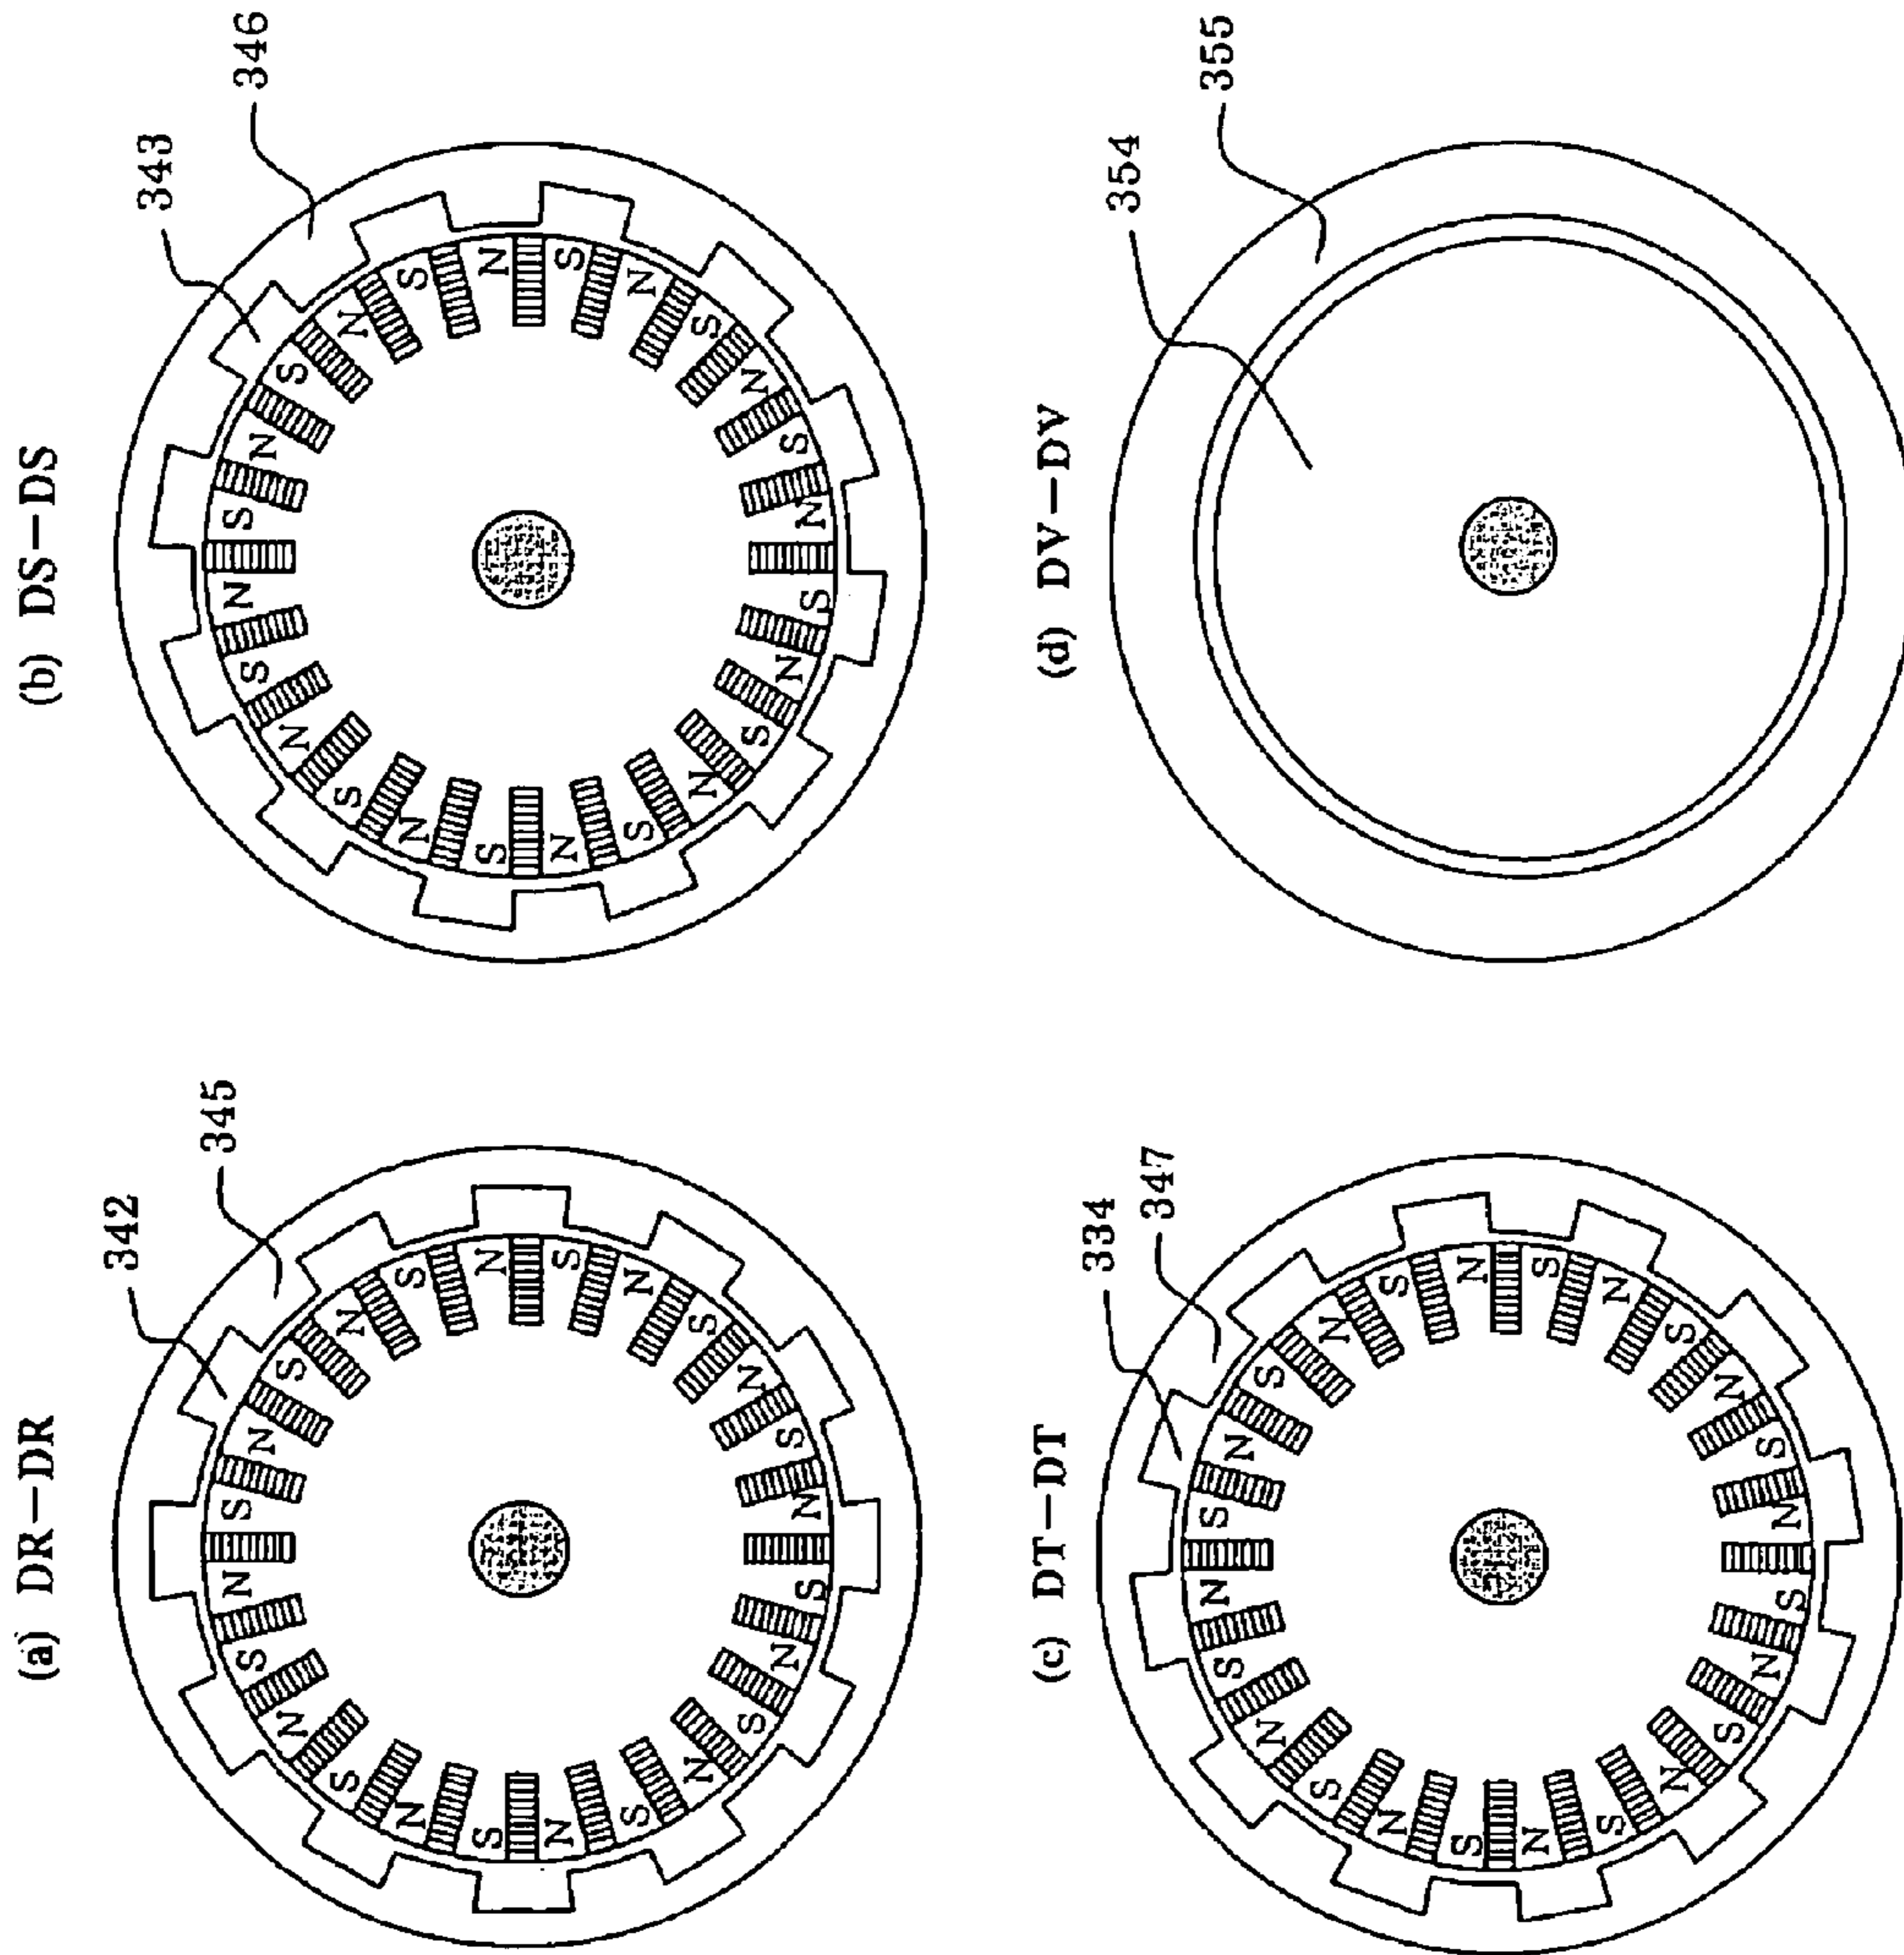 (a) DR—DR
342
345
S N S N S N S N S N S N S N S N S N S N S N S N
(b) DS—DS
343
346
S N S N S N S N S N S N S N S N S N S N S N S N
(c) DT—DT
334
347
S N S N S N S N S N S N S N S N S N S N S N S N
(d) DV—DV
354
355